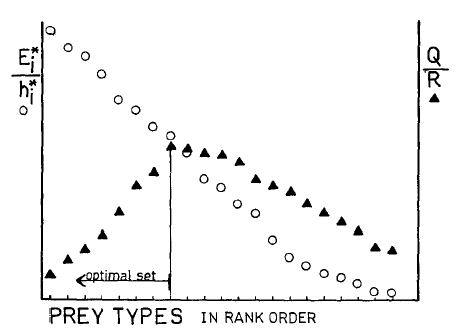 E*i
h*i
Q
R
optimal set
PREY TYPES IN RANK ORDER